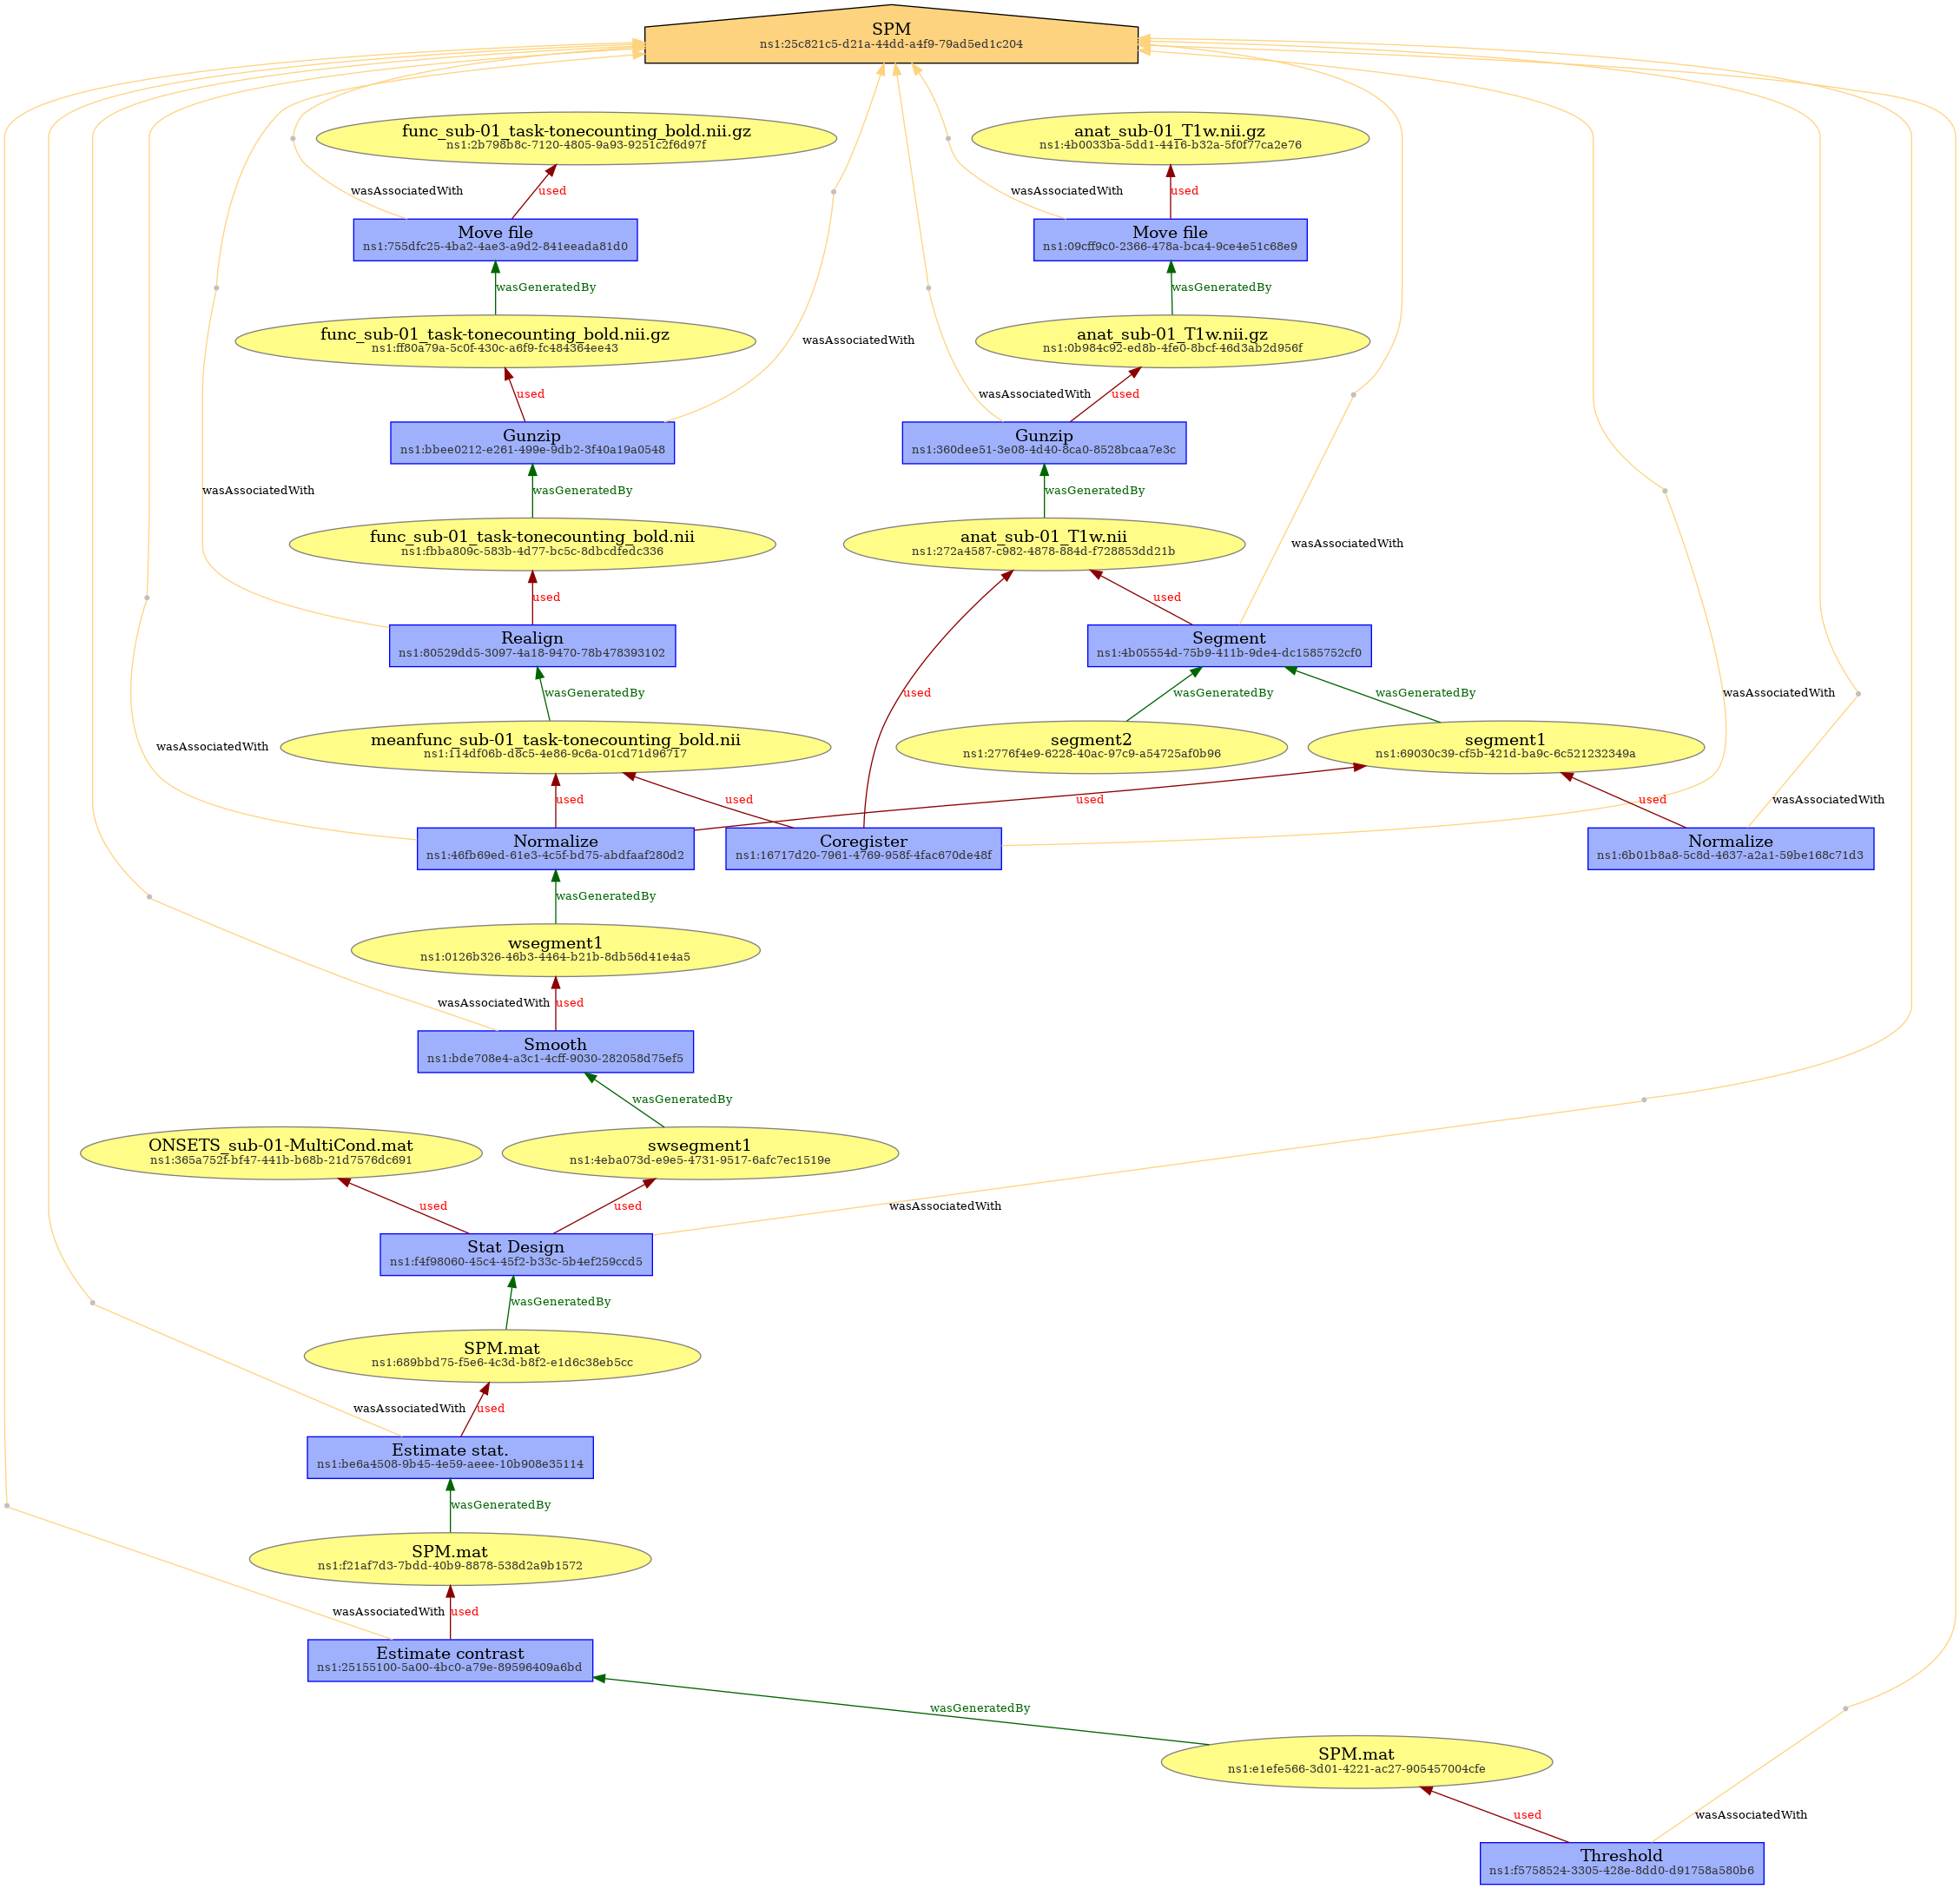 SPM
ns1:25c821c5-d21a-44dd-a4f9-79ad5ed1c204
func_sub-01_task-tonecounting_bold.nii.gz
ns1:2b798b8c-7120-4805-9a93-9251c2f6d97f
anat_sub-01_T1w.nii.gz
ns1:4b0033ba-5dd1-4416-b32a-5f0f77ca2e76
wasAssociatedWith
used
wasAssociatedWith
used
Move file
ns1:755dfc25-4ba2-4ae3-a9d2-841eeada81d0
Move file
ns1:09cff9c0-2366-478a-bca4-9ce4e51c68e9
wasGeneratedBy
wasGeneratedBy
func_sub-01_task-tonecounting_bold.nii.gz
ns1:ff80a79a-5c0f-430c-a6f9-fc484364ee43
wasAssociatedWith
anat_sub-01_T1w.nii.gz
ns1:0b984c92-ed8b-4fe0-8bcf-46d3ab2d956f
used
wasAssociatedWith
used
Gunzip
ns1:bbee0212-e261-499e-9db2-3f40a19a0548
Gunzip
ns1:360dee51-3e08-4d40-8ca0-8528bcaa7e3c
wasAssociatedWith
wasGeneratedBy
wasGeneratedBy
func_sub-01_task-tonecounting_bold.nii
ns1:fbba809c-583b-4d77-bc5c-8dbcdfedc336
anat_sub-01_T1w.nii
ns1:272a4587-c982-4878-884d-f728853dd21b
wasAssociatedWith
used
used
Realign
ns1:80529dd5-3097-4a18-9470-78b478393102
Segment
ns1:4b05554d-75b9-411b-9de4-dc1585752cf0
wasGeneratedBy
used
wasGeneratedBy
wasGeneratedBy
wasAssociatedWith
wasAssociatedWith
meanfunc_sub-01_task-tonecounting_bold.nii
ns1:114df06b-d8c5-4e86-9c6a-01cd71d96717
segment2
ns1:2776f4e9-6228-40ac-97c9-a54725af0b96
segment1
ns1:69030c39-cf5b-421d-ba9c-6c521232349a
used
used
used
used
wasAssociatedWith
Normalize
ns1:46fb69ed-61e3-4c5f-bd75-abdfaaf280d2
Coregister
ns1:16717d20-7961-4769-958f-4fac670de48f
Normalize
ns1:6b01b8a8-5c8d-4637-a2a1-59be168c71d3
wasGeneratedBy
wsegment1
ns1:0126b326-46b3-4464-b21b-8db56d41e4a5
wasAssociatedWith
used
Smooth
ns1:bde708e4-a3c1-4cff-9030-282058d75ef5
wasGeneratedBy
ONSETS_sub-01-MultiCond.mat
ns1:365a752f-bf47-441b-b68b-21d7576dc691
swsegment1
ns1:4eba073d-e9e5-4731-9517-6afc7ec1519e
used
used
wasAssociatedWith
Stat Design
ns1:f4f98060-45c4-45f2-b33c-5b4ef259ccd5
wasGeneratedBy
SPM.mat
ns1:689bbd75-f5e6-4c3d-b8f2-e1d6c38eb5cc
wasAssociatedWith
used
Estimate stat.
ns1:be6a4508-9b45-4e59-aeee-10b908e35114
wasGeneratedBy
SPM.mat
ns1:f21af7d3-7bdd-40b9-8878-538d2a9b1572
wasAssociatedWith
used
Estimate contrast
ns1:25155100-5a00-4bc0-a79e-89596409a6bd
wasGeneratedBy
SPM.mat
ns1:e1efe566-3d01-4221-ac27-905457004cfe
used
wasAssociatedWith
Threshold
ns1:f5758524-3305-428e-8dd0-d91758a580b6